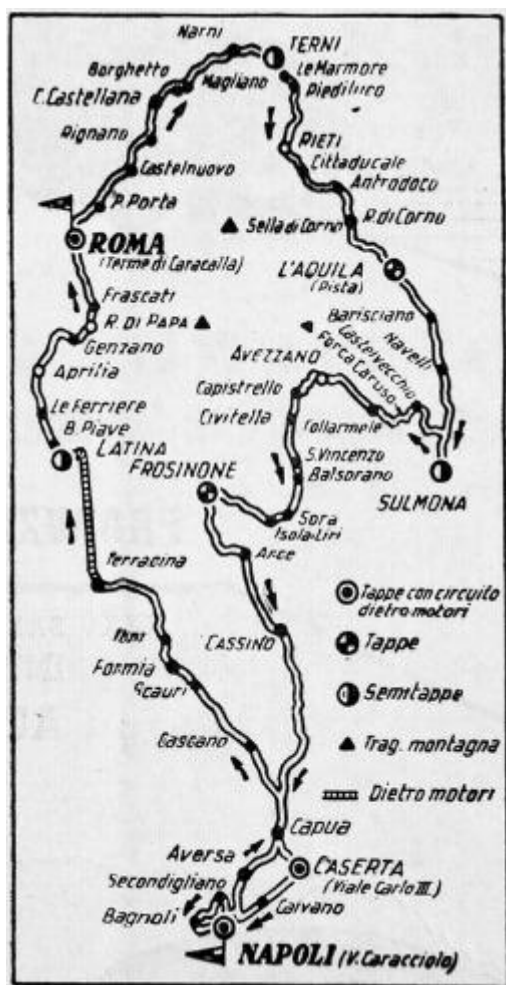 Narni
TERNI
Le Marmore
Piediluco
Borghetto
Magliano
C. Castellana
RIETI
Rignano
Cittaducale
Antrodoco
Castelnuovo
P. Porta
Sella di Corno
R. di Corno
ROMA
(Terme di Caracalla)
L'AQUILA
(Pista)
Frascati
R. DI PAPA
Barisciano
Navelli
Castelvecchio
Forca Caruso
Genzano
AVEZZANO
Aprilia
Capistrello
Le Ferriere
Civitella
Collarmele
B. Piave
LATINA
FROSINONE
S. Vincenzo
Balsorano
SULMONA
Sora
Isola Liri
Arce
Terracina
Tappe con circuito
dietro motori
CASSINO
Tappe
Formia
Scauri
Semitappe
Cascano
Trag. montagna
Dietro motori
Capua
Aversa
CASERTA
(Viale Carlo III.)
Secondigliano
Caivano
Bagnoli
NAPOLI (V. Caracciolo)